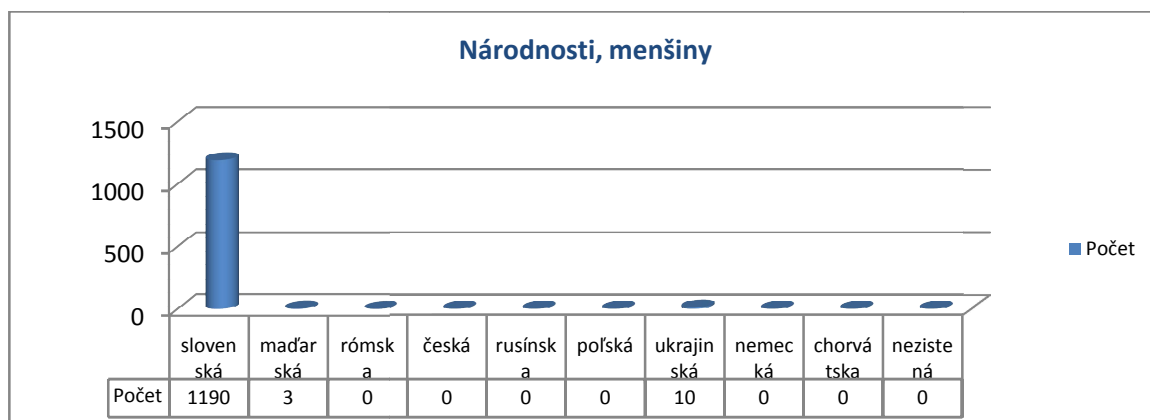 Národnosti, menšiny
1500
1000
500
0
Počet
sloven maďar rómsk česká rusínsk poľská ukrajin nemec chorvá neziste
ská ská a a ská ká tska ná
Počet 1190 3 0 0 0 0 10 0 0 0